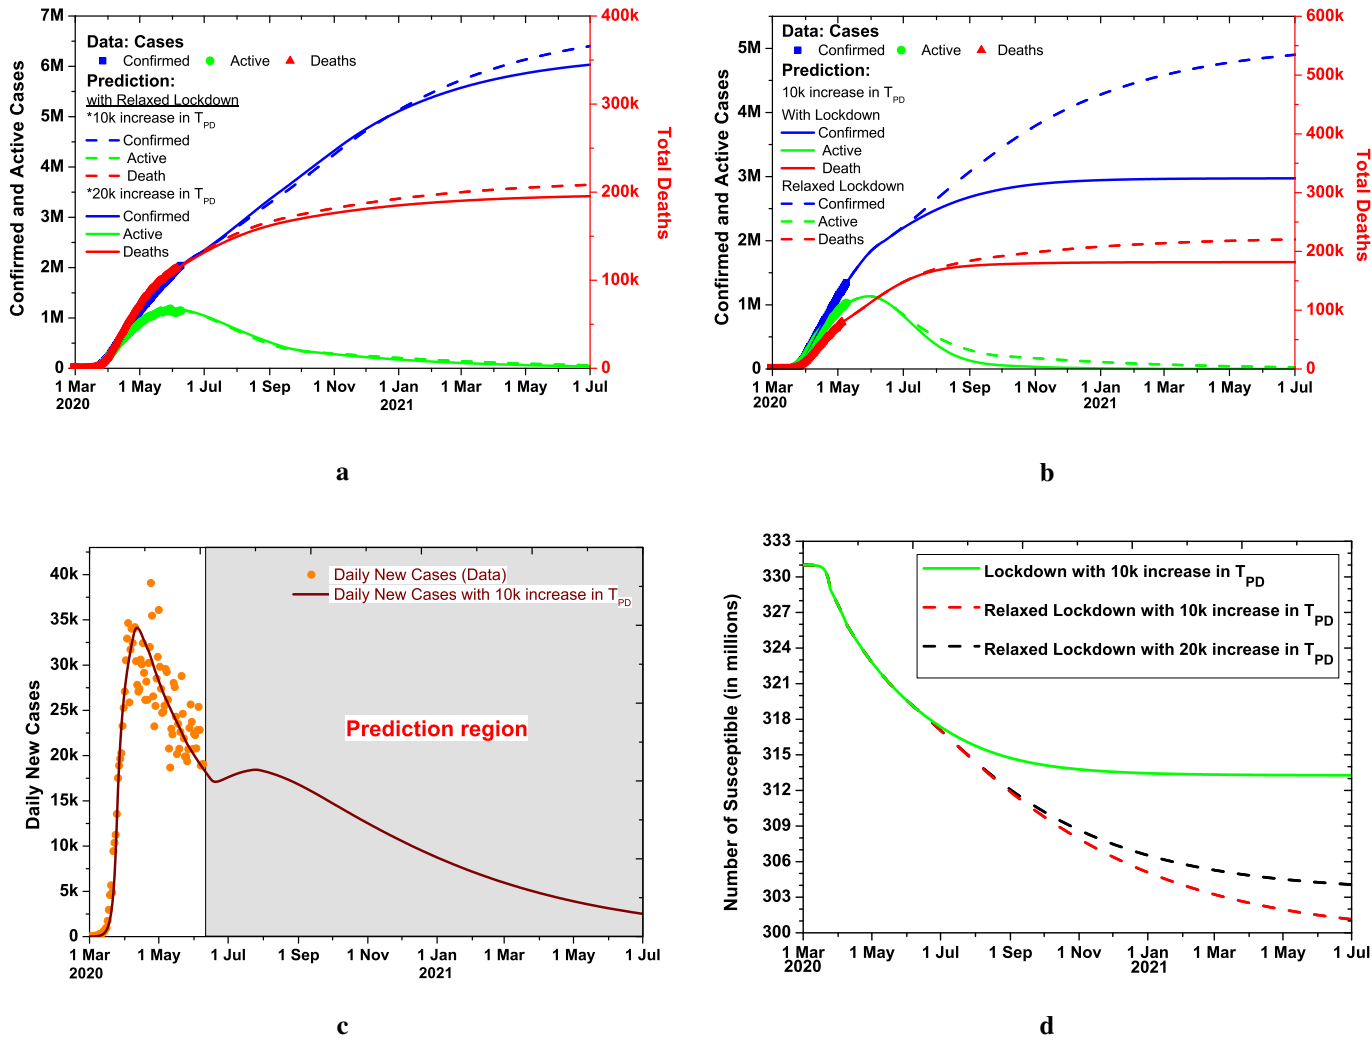 7M
6M
5M
4M
3M
2M
1M
0
Confirmed and Active Cases
Data: Cases
Confirmed Active Deaths
Prediction:
with Relaxed Lockdown
*10k increase in TPD
Confirmed
Active
Death
*20k increase in TPD
Confirmed
Active
Deaths
400k
300k
200k
100k
0
Total Deaths
1 Mar 1 May 1 Jul 1 Sep 1 Nov 1 Jan 1 Mar 1 May 1 Jul
2020 2021
a
5M
4M
3M
2M
1M
0
Confirmed and Active Cases
Data: Cases
Confirmed Active Deaths
Prediction:
10k increase in TPD
With Lockdown
Confirmed
Active
Death
Relaxed Lockdown
Confirmed
Active
Deaths
600k
500k
400k
300k
200k
100k
0
Total Deaths
1 Mar 1 May 1 Jul 1 Sep 1 Nov 1 Jan 1 Mar 1 May 1 Jul
2020 2021
b
40k
35k
30k
25k
20k
15k
10k
5k
0
Daily New Cases
Daily New Cases (Data)
Daily New Cases with 10k increase in TPD
Prediction region
1 Mar 1 May 1 Jul 1 Sep 1 Nov 1 Jan 1 Mar 1 May 1 Jul
2020 2021
c
333
330
327
324
321
318
315
312
309
306
303
300
Number of Susceptible (in millions)
Lockdown with 10k increase in TPD
Relaxed Lockdown with 10k increase in TPD
Relaxed Lockdown with 20k increase in TPD
1 Mar 1 May 1 Jul 1 Sep 1 Nov 1 Jan 1 Mar 1 May 1 Jul
2020 2021
d